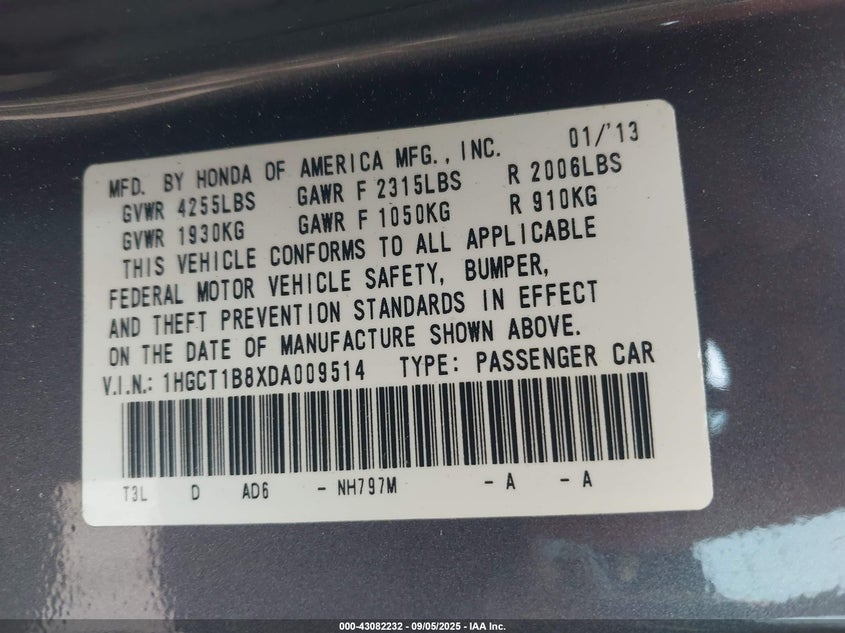 MFD. BY HONDA OF AMERICA MFG., INC. 01/'13
GVWR 4255LBS GAWR F 2315LBS R 2006LBS
GVWR 1930KG GAWR F 1050KG R 910KG
THIS VEHICLE CONFORMS TO ALL APPLICABLE
FEDERAL MOTOR VEHICLE SAFETY, BUMPER,
AND THEFT PREVENTION STANDARDS IN EFFECT
ON THE DATE OF MANUFACTURE SHOWN ABOVE.
V.I.N.: 1HGCT1B8XDA009514 TYPE: PASSENGER CAR
T3L D AD6 - NH797M - A - A
000-43082232 - 09/05/2025 - IAA Inc.